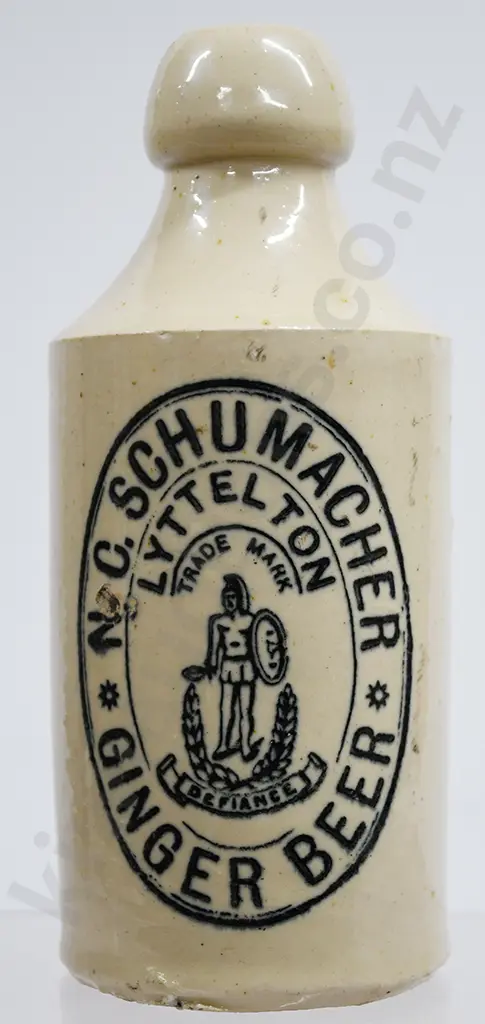 N. C. SCHUMACHER
LYTTELTON
TRADE MARK
DEFIANCE
GINGER BEER